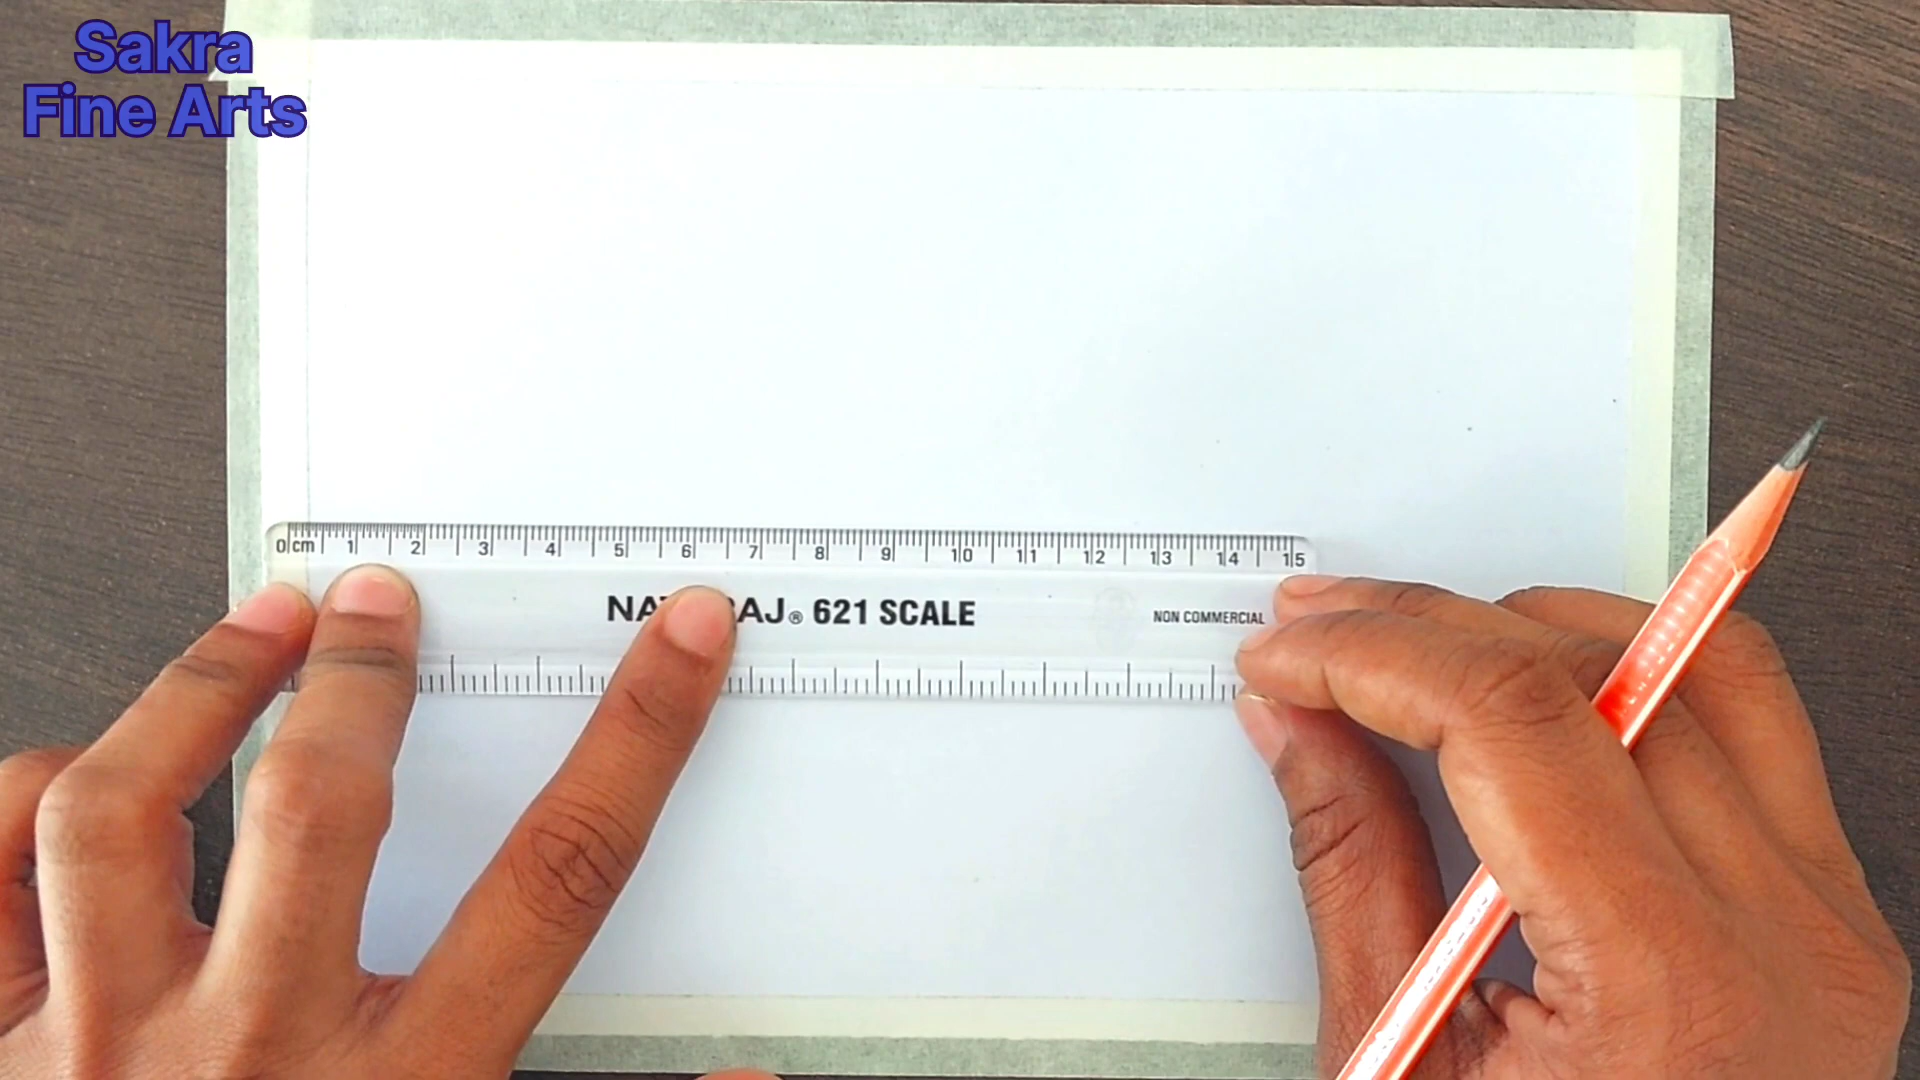 Sakra
Fine Arts
0 cm 1 2 3 4 5 6 7 8 9 10 11 12 13 14 15
® 621 SCALE
NON COMMERCIAL